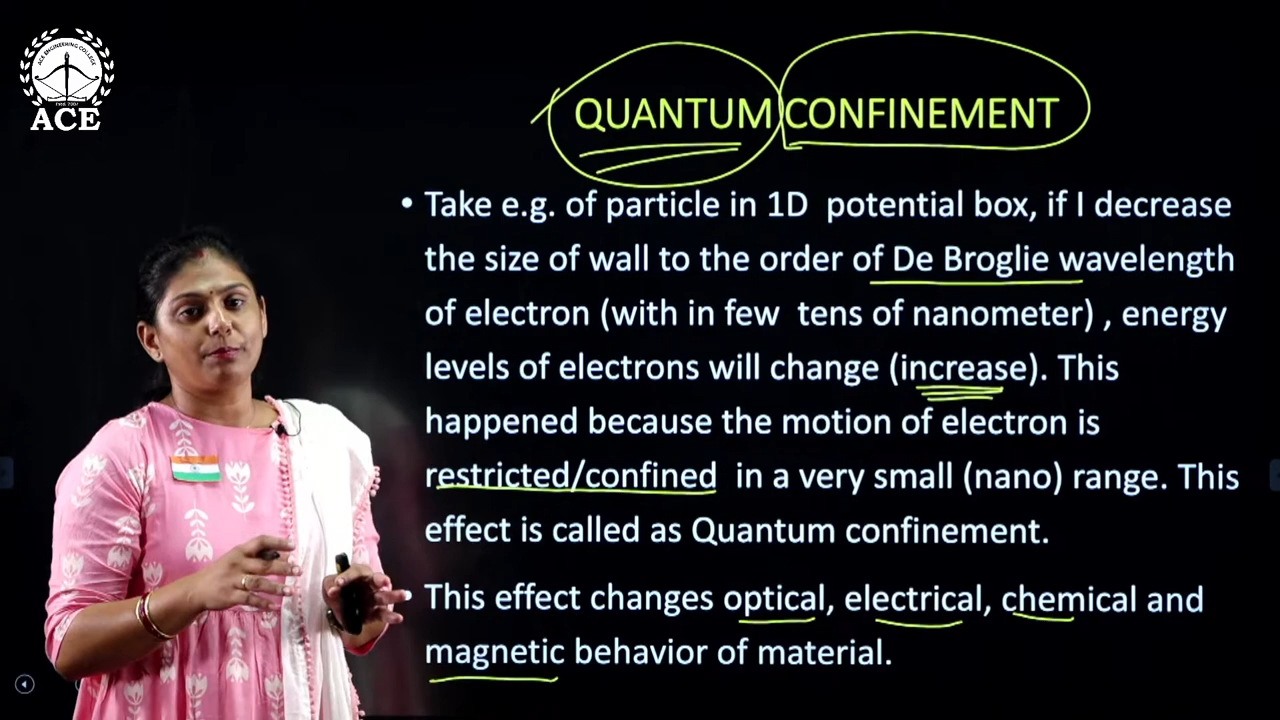 ACE ENGINEERING COLLEGE
ACE
QUANTUM CONFINEMENT
• Take e.g. of particle in 1D potential box, if I decrease
the size of wall to the order of De Broglie wavelength
of electron (with in few tens of nanometer) , energy
levels of electrons will change (increase). This
happened because the motion of electron is
restricted/confined in a very small (nano) range. This
effect is called as Quantum confinement.
• This effect changes optical, electrical, chemical and
magnetic behavior of material.